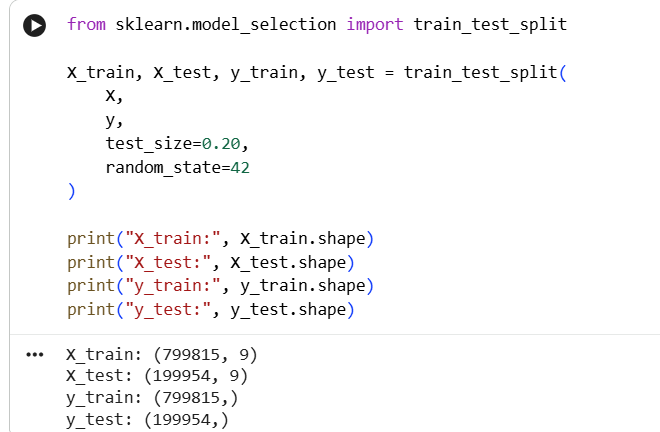 from sklearn.model_selection import train_test_split
X_train, X_test, y_train, y_test = train_test_split(
    X,
    y,
    test_size=0.20,
    random_state=42
)
print("X_train:", X_train.shape)
print("X_test:", X_test.shape)
print("y_train:", y_train.shape)
print("y_test:", y_test.shape)
X_train: (799815, 9)
X_test: (199954, 9)
y_train: (799815,)
y_test: (199954,)